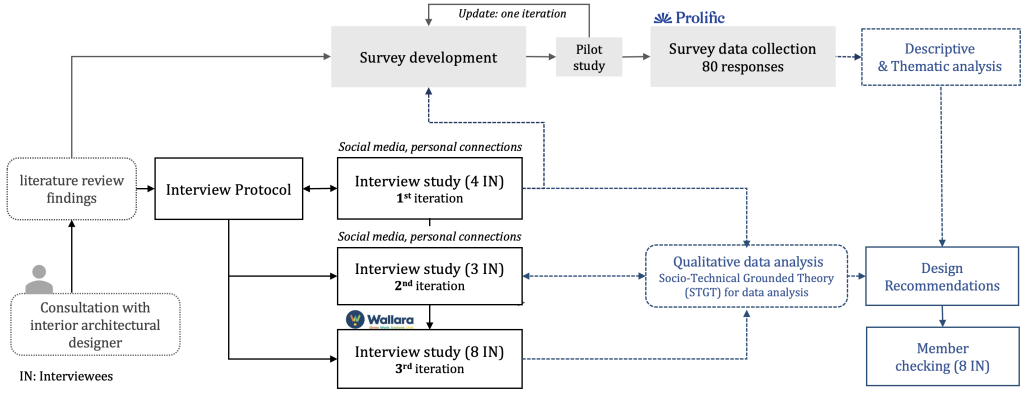 Update: one iteration
Prolific
Survey development
Pilot
study
Survey data collection
80 responses
Descriptive
& Thematic analysis
Social media, personal connections
literature review
findings
Interview Protocol
Interview study (4 IN)
1st iteration
Social media, personal connections
Interview study (3 IN)
2nd iteration
Qualitative data analysis
Socio-Technical Grounded Theory
(STGT) for data analysis
Design
Recommendations
Consultation with
interior architectural
designer
Wallara
Interview study (8 IN)
3rd iteration
Member
checking (8 IN)
IN: Interviewees